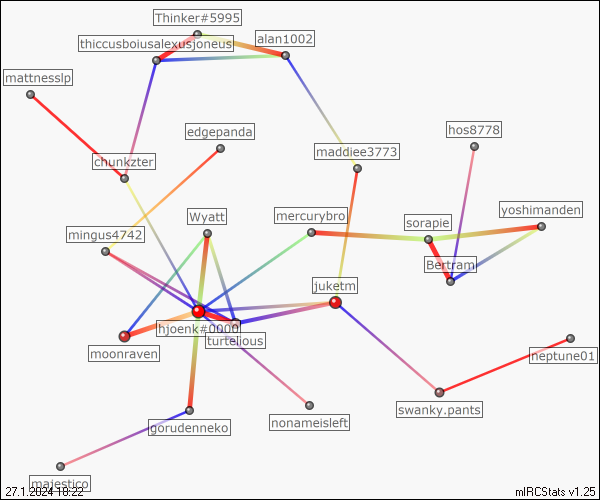 Thinker#5995
thiccusboiusalexusjoneus
alan1002
mattnesslp
edgepanda
hos8778
maddiee3773
chunkzter
yoshimanden
Wyatt
mercurybro
sorapie
mingus4742
Bertram
juketm
hjoenk#0000
turtelious
moonraven
neptune01
swanky.pants
gorudenneko
nonameisleft
majestico
27.1.2024 18:22
mIRCStats v1.25